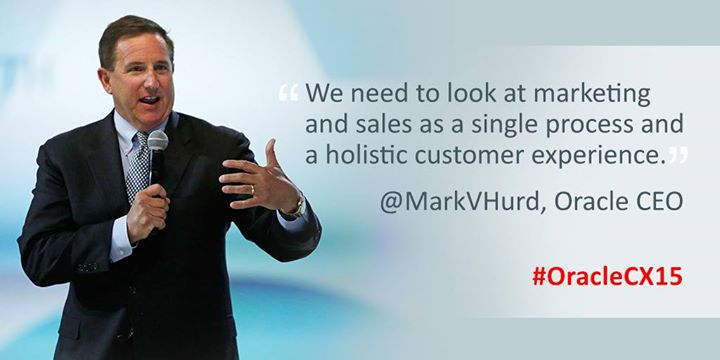 “We need to look at marketing
and sales as a single process and
a holistic customer experience.”
@MarkVHurd, Oracle CEO
#OracleCX15